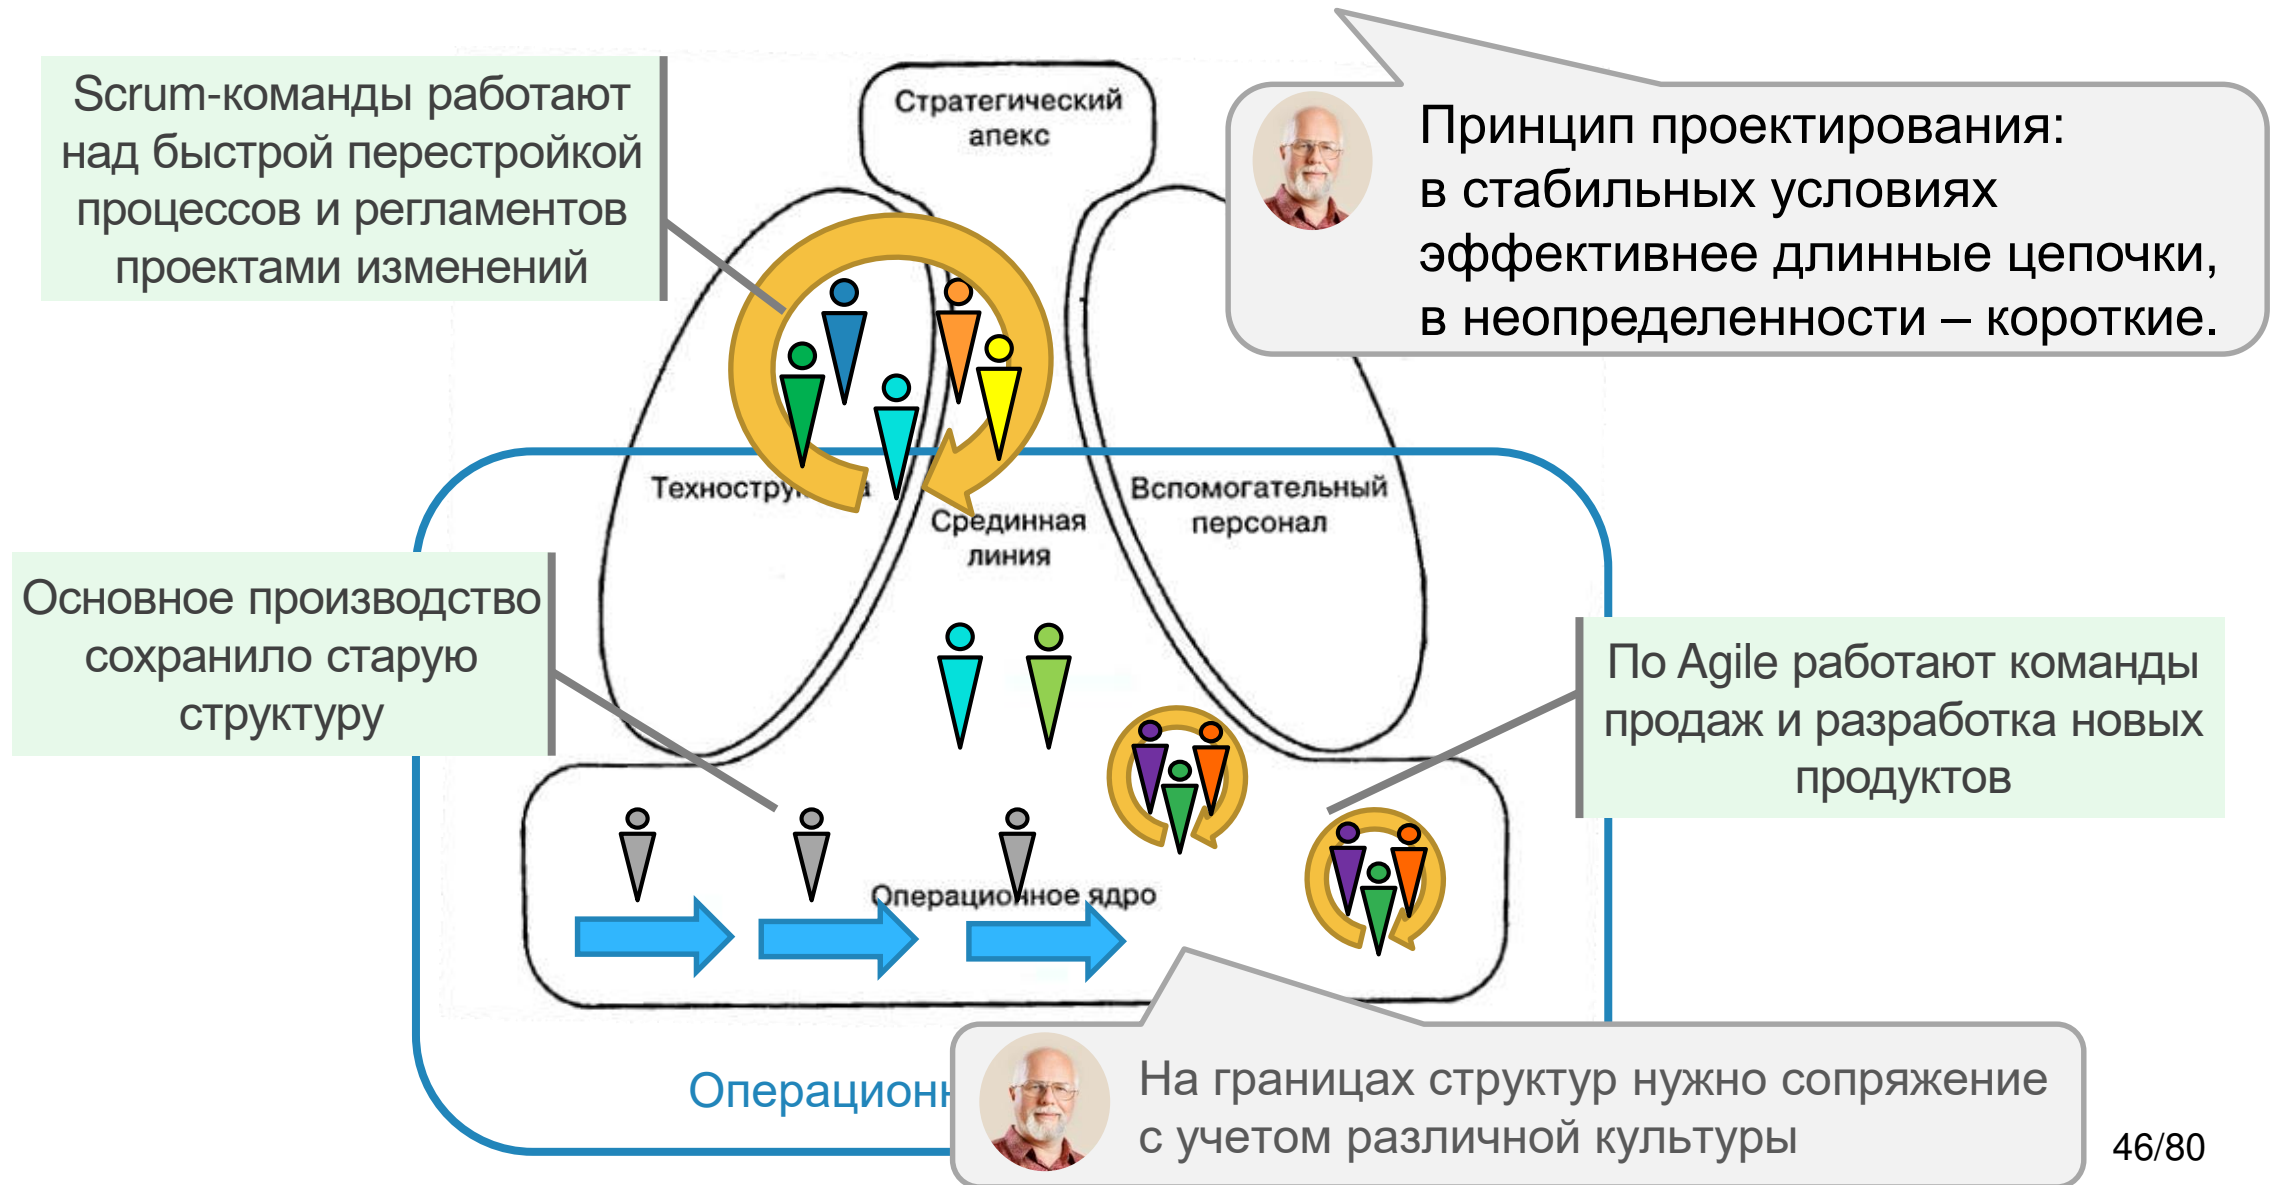 Scrum-команды работают
над быстрой перестройкой
процессов и регламентов
проектами изменений
Стратегический
апекс
Принцип проектирования:
в стабильных условиях
эффективнее длинные цепочки,
в неопределенности – короткие.
Срединная
линия
Вспомогательный
персонал
Основное производство
сохранило старую
структуру
По Agile работают команды
продаж и разработка новых
продуктов
Операционное ядро
На границах структур нужно сопряжение
с учетом различной культуры
46/80